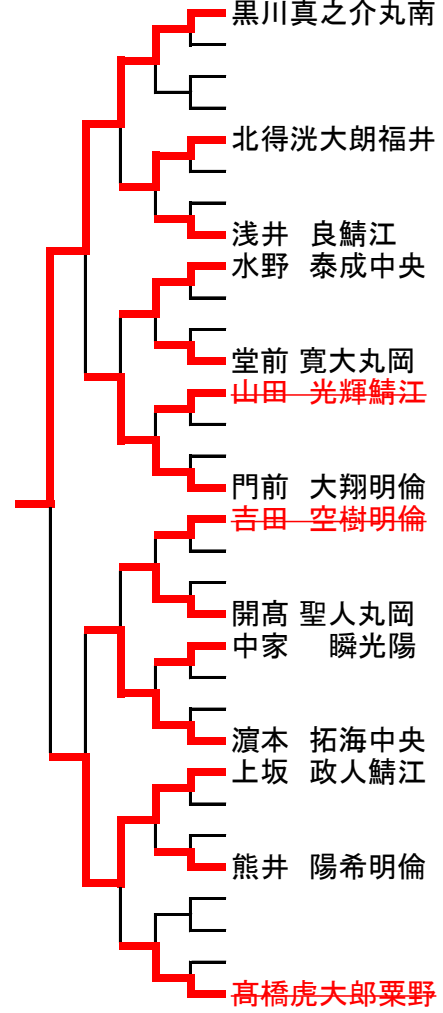 黒川真之介丸南
北得洸大朗福井
浅井 良鯖江
水野 泰成中央
堂前 寛大丸岡
山田 光輝鯖江
門前 大翔明倫
吉田 空樹明倫
開髙 聖人丸岡
中家 瞬光陽
濵本 拓海中央
上坂 政人鯖江
熊井 陽希明倫
髙橋虎大郎粟野